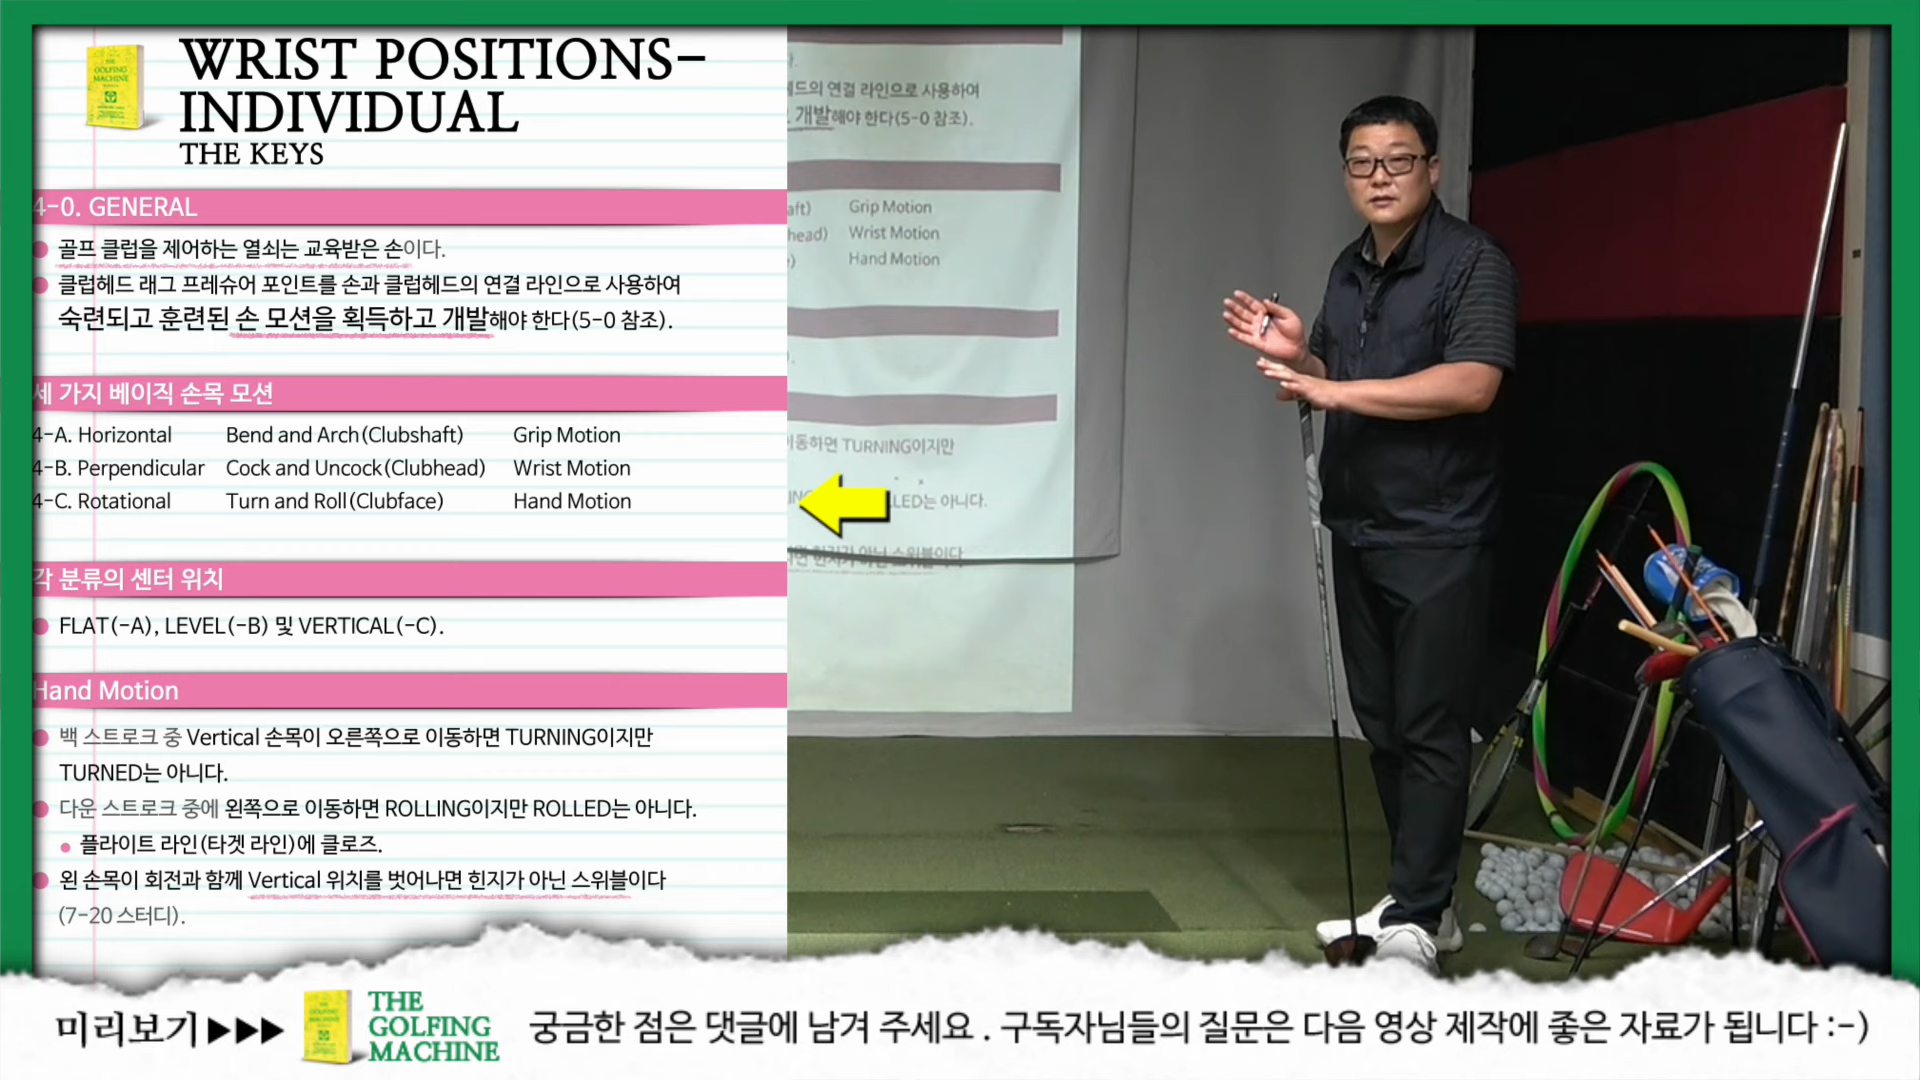 THE GOLFING MACHINE
WRIST POSITIONS-
INDIVIDUAL
THE KEYS
4-0. GENERAL
골프 클럽을 제어하는 열쇠는 교육받은 손이다.
클럽헤드 래그 프레슈어 포인트를 손과 클럽헤드의 연결 라인으로 사용하여
숙련되고 훈련된 손 모션을 획득하고 개발해야 한다(5-0 참조).
세 가지 베이직 손목 모션
4-A. Horizontal Bend and Arch(Clubshaft) Grip Motion
4-B. Perpendicular Cock and Uncock(Clubhead) Wrist Motion
4-C. Rotational Turn and Roll(Clubface) Hand Motion
각 분류의 센터 위치
FLAT(-A), LEVEL(-B) 및 VERTICAL(-C).
Hand Motion
백 스트로크 중 Vertical 손목이 오른쪽으로 이동하면 TURNING이지만
TURNED는 아니다.
다운 스트로크 중에 왼쪽으로 이동하면 ROLLING이지만 ROLLED는 아니다.
플라이트 라인(타겟 라인)에 클로즈.
왼 손목이 회전과 함께 Vertical 위치를 벗어나면 힌지가 아닌 스위블이다
(7-20 스터디).
헤드의 연결 라인으로 사용하여
개발해야 한다(5-0 참조).
aft) Grip Motion
head) Wrist Motion
e) Hand Motion
이동하면 TURNING이지만
LLED는 아니다.
힌지가 아닌 스위블이다
미리보기▶▶▶
THE
GOLFING
MACHINE
궁금한 점은 댓글에 남겨 주세요 . 구독자님들의 질문은 다음 영상 제작에 좋은 자료가 됩니다 :-)